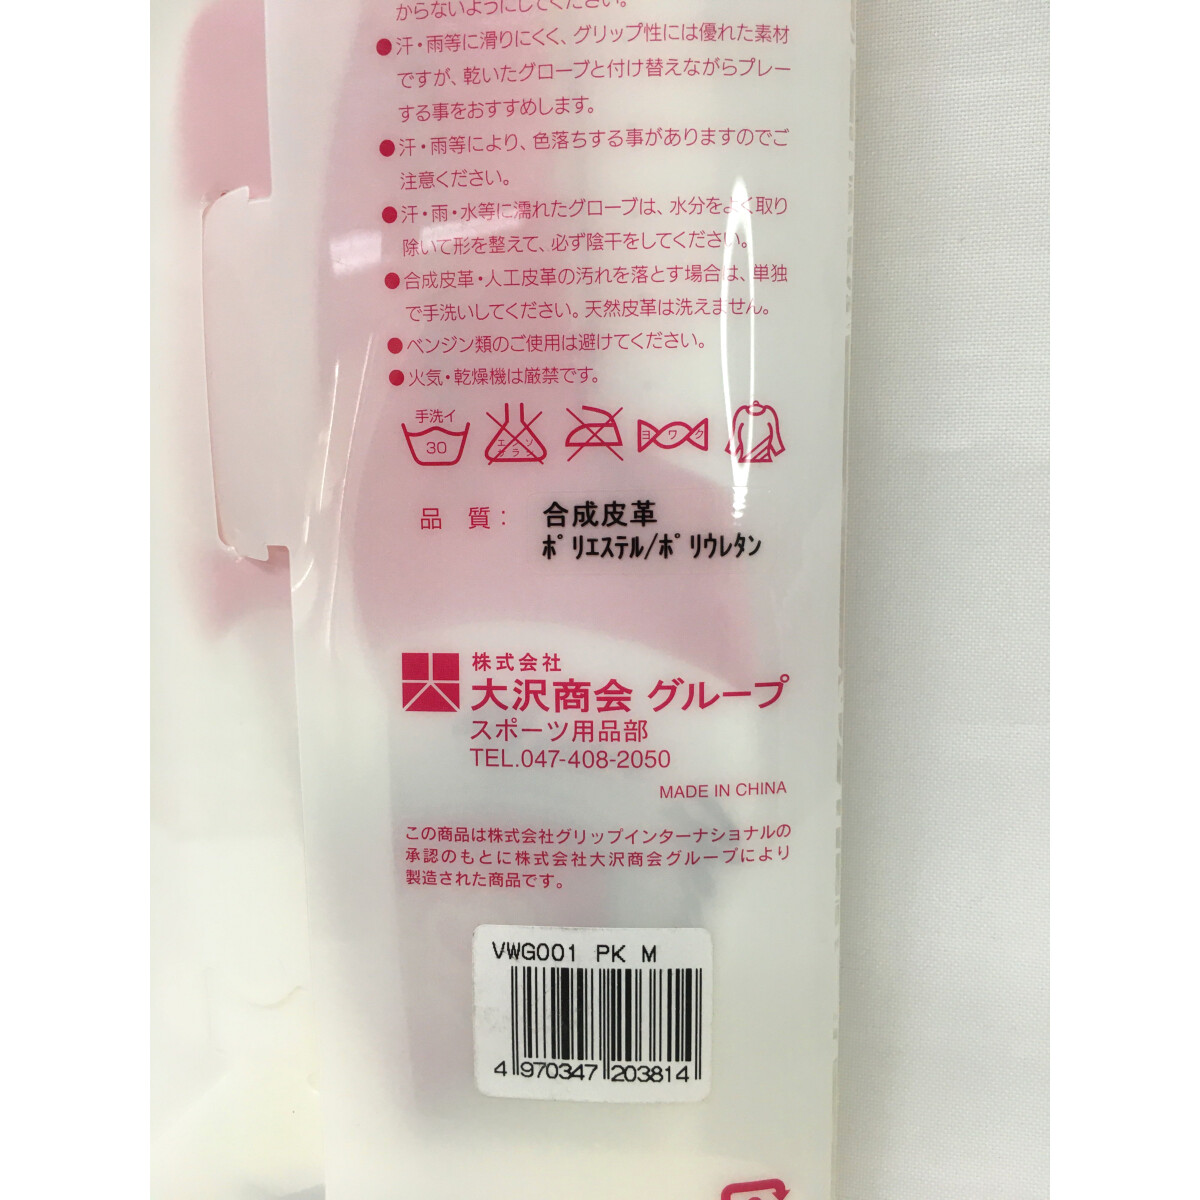 からないようにしてください。
●汗・雨等に滑りにくく、グリップ性には優れた素材
ですが、乾いたグローブと付け替えながらプレー
する事をおすすめします。
●汗・雨等により、色落ちする事がありますのでご
注意ください。
●汗・雨・水等に濡れたグローブは、水分をよく取り
除いて形を整えて、必ず陰干をしてください。
●合成皮革・人工皮革の汚れを落とす場合は、単独
で手洗いしてください。天然皮革は洗えません。
●ベンジン類のご使用は避けてください。
●火気・乾燥機は厳禁です。
手洗イ
30
エンソ
サラシ
ヨワク
品 質: 合成皮革
ポリエステル/ポリウレタン
株式会社
大沢商会 グループ
スポーツ用品部
TEL.047-408-2050
MADE IN CHINA
この商品は株式会社グリップインターナショナルの
承認のもとに株式会社大沢商会グループにより
製造された商品です。
VWG001 PK M
4 970347 203814